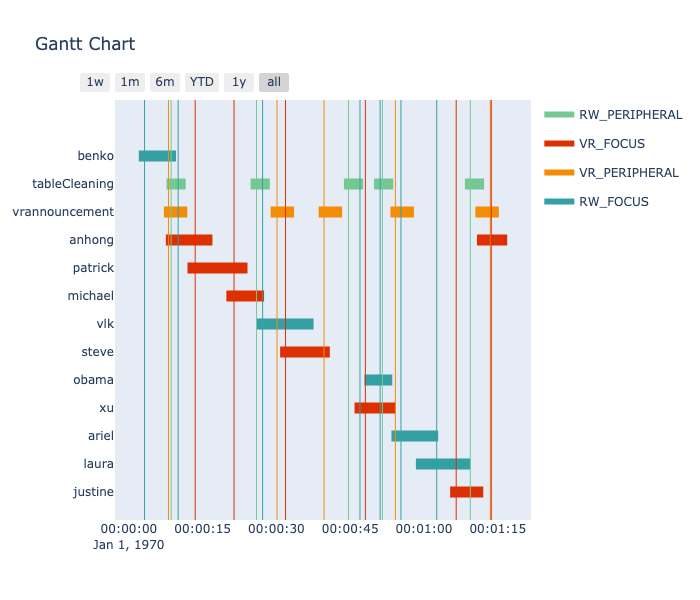 Gantt Chart
1w 1m 6m YTD 1y all
RW_PERIPHERAL
VR_FOCUS
VR_PERIPHERAL
RW_FOCUS
benko
tableCleaning
vrannouncement
anhong
patrick
michael
vlk
steve
obama
xu
ariel
laura
justine
00:00:00 00:00:15 00:00:30 00:00:45 00:01:00 00:01:15
Jan 1, 1970